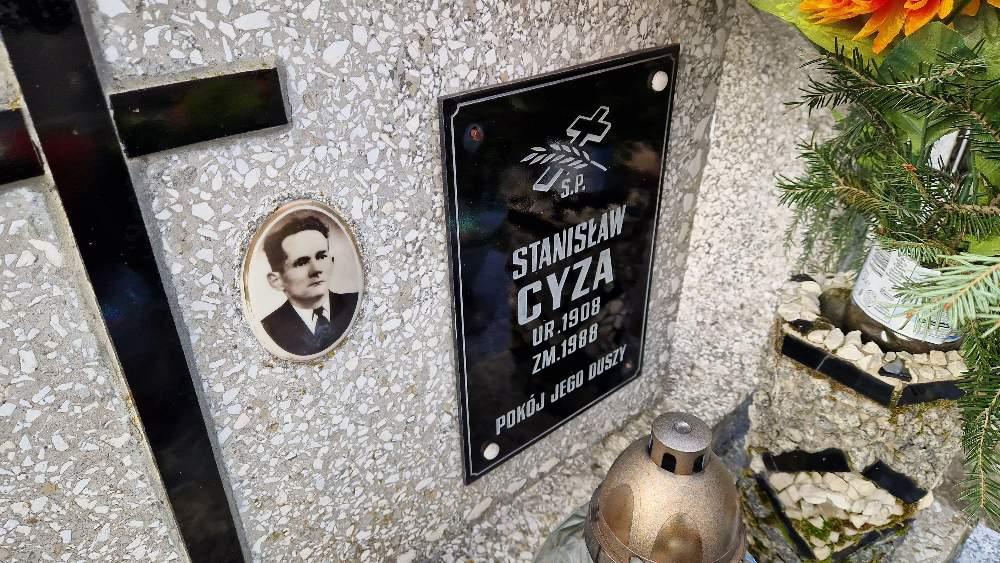 Ś.P.
STANISŁAW
CYZA
UR.1908
ZM.1988
POKÓJ JEGO DUSZY